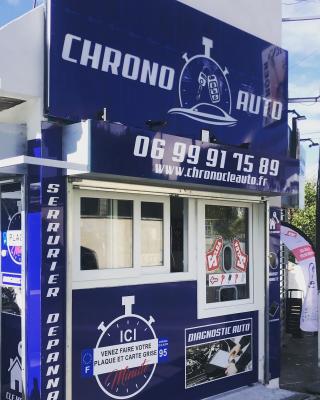 CHRONO AUTO
06 99 91 75 89
www.chronocleauto.fr
SERRURIER DEPANNA
ICI
VENEZ FAIRE VOTRE
PLAQUE ET CARTE GRISE
Minute
F
95
DIAGNOSTIC AUTO